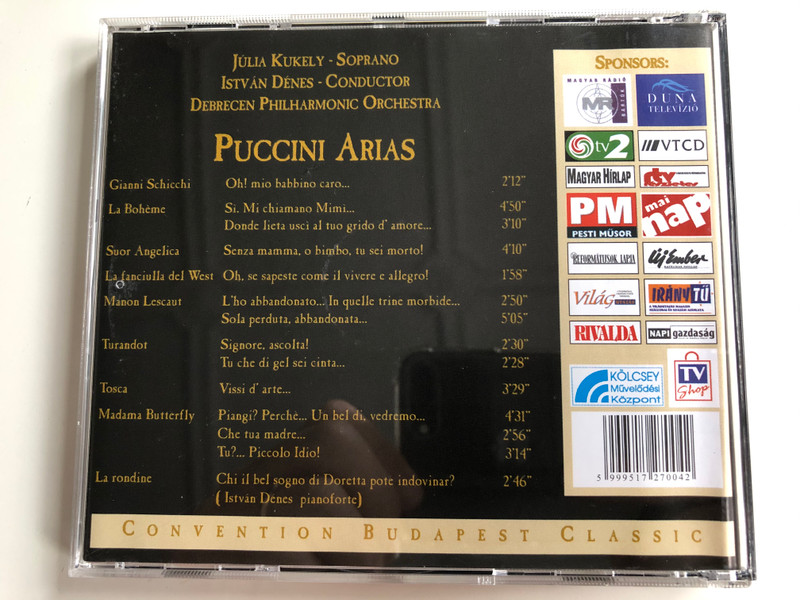 JÚLIA KUKELY - SOPRANO
ISTVÁN DÉNES - CONDUCTOR
DEBRECEN PHILHARMONIC ORCHESTRA
PUCCINI ARIAS
Gianni Schicchi Oh! mio babbino caro... 2'12"
La Bohème Si. Mi chiamano Mimi... 4'50"
Donde lieta uscì al tuo grido d' amore... 3'10"
Suor Angelica Senza mamma, o bimbo, tu sei morto! 4'10"
La fanciulla del West Oh, se sapeste come il vivere e allegro! 1'58"
Manon Lescaut L'ho abbandonato... In quelle trine morbide... 2'50"
Sola perduta, abbandonata... 5'05"
Turandot Signore, ascolta! 2'30"
Tu che di gel sei cinta... 2'28"
Tosca Vissi d' arte... 3'29"
Madama Butterfly Piangi? Perchè... Un bel di, vedremo... 4'31"
Che tua madre... 2'56"
Tu?... Piccolo Idio! 3'14"
La rondine Chi il bel sogno di Doretta pote indovinar? 2'46"
( István Dénes pianoforte)
CONVENTION BUDAPEST CLASSIC
SPONSORS:
MAGYAR RÁDIÓ
MR
BARTÓK
DUNA
TELEVÍZIÓ
tv2
VTCD
MAGYAR HÍRLAP
rtv
PM
PESTI MŰSOR
mai
nap
REFORMÁTUSOK LAPJA
Új Ember
Világ
IRÁNYTŰ
RIVALDA
NAPI gazdaság
KÖLCSEY
Művelődési
Központ
TV
Shop
5 999517 270042